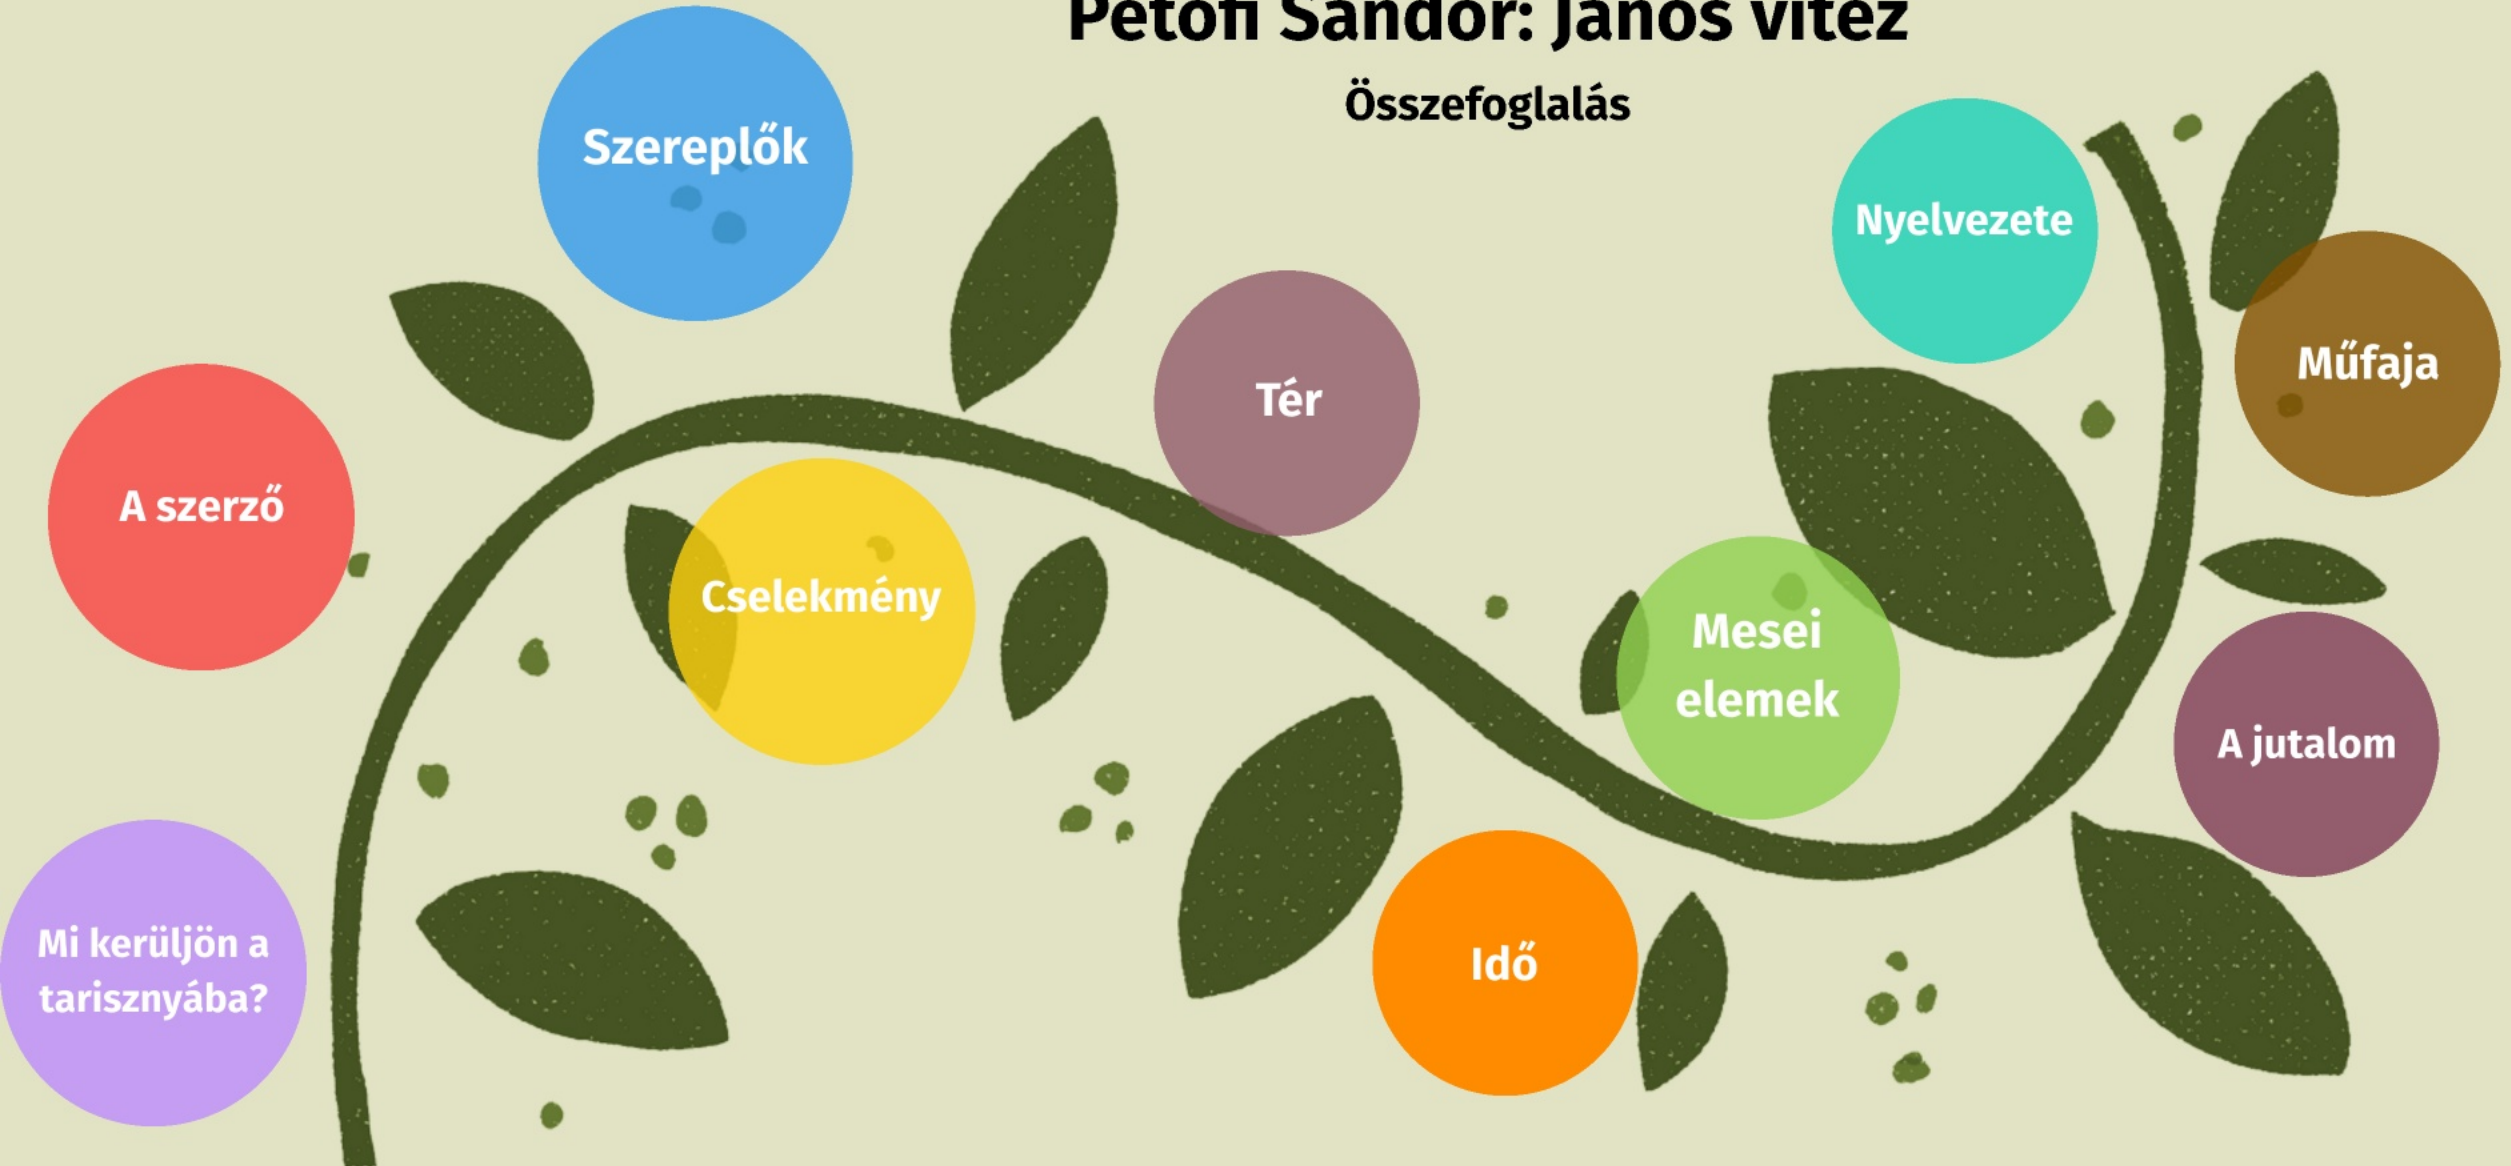 Petőfi Sándor: János vitéz
Összefoglalás
Szereplők
Nyelvezete
Műfaja
Tér
A szerző
Cselekmény
Mesei
elemek
A jutalom
Mi kerüljön a
tarisznyába?
Idő